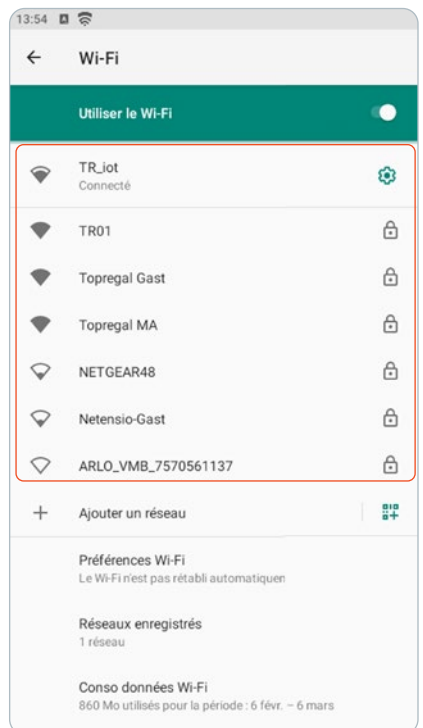 13:54
Wi-Fi
Utiliser le Wi-Fi
TR_iot
Connecté
TR01
Topregal Gast
Topregal MA
NETGEAR48
Netensio-Gast
ARLO_VMB_7570561137
Ajouter un réseau
Préférences Wi-Fi
Le Wi-Fi n'est pas rétabli automatiquen
Réseaux enregistrés
1 réseau
Conso données Wi-Fi
860 Mo utilisés pour la période : 6 févr. – 6 mars